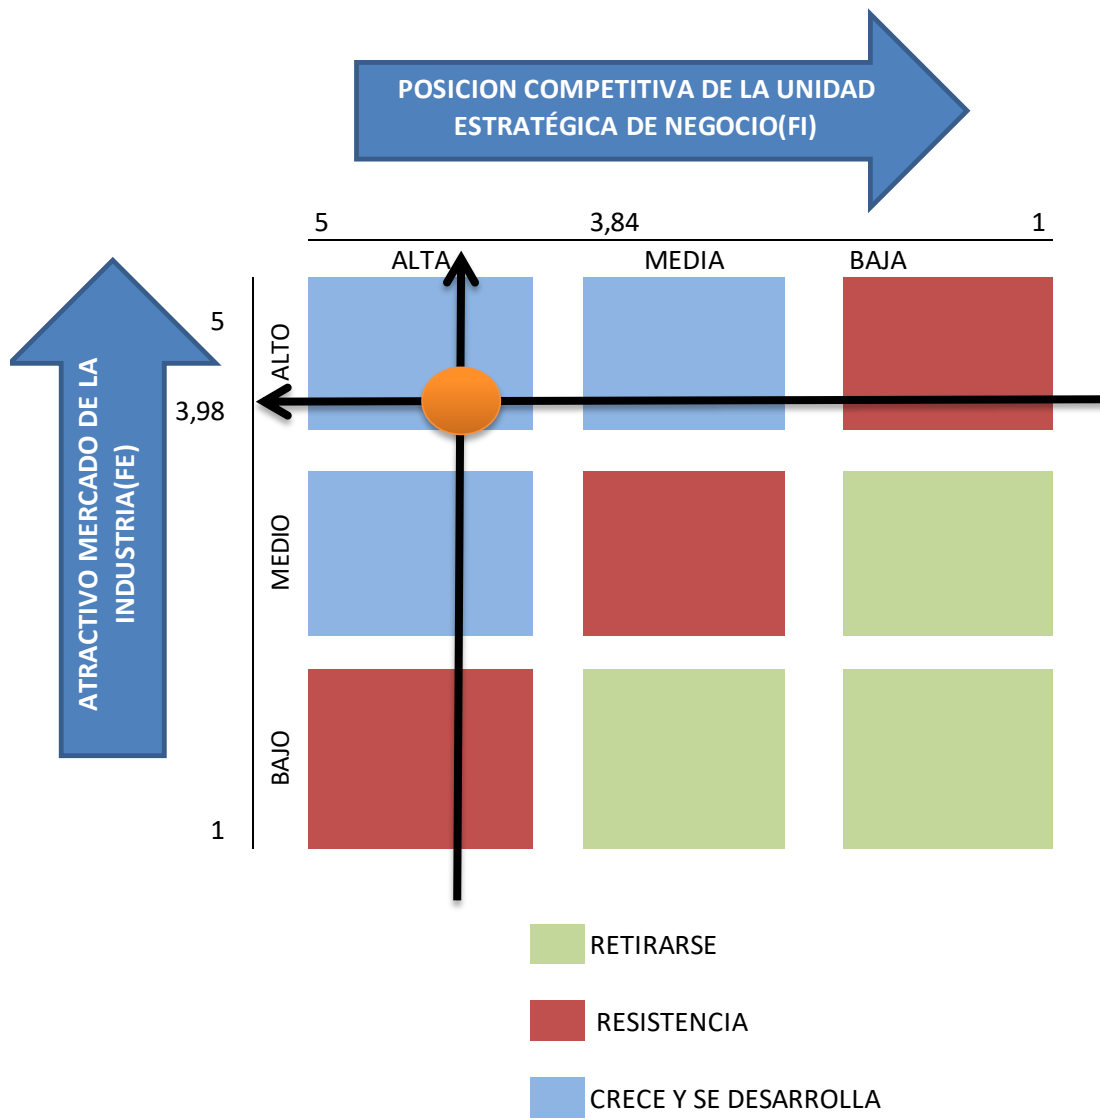 POSICION COMPETITIVA DE LA UNIDAD
ESTRATÉGICA DE NEGOCIO(FI)
5 3,84 1
ALTA MEDIA BAJA
ATRACTIVO MERCADO DE LA
INDUSTRIA(FE)
5
3,98
1
ALTO
MEDIO
BAJO
RETIRARSE
RESISTENCIA
CRECE Y SE DESARROLLA